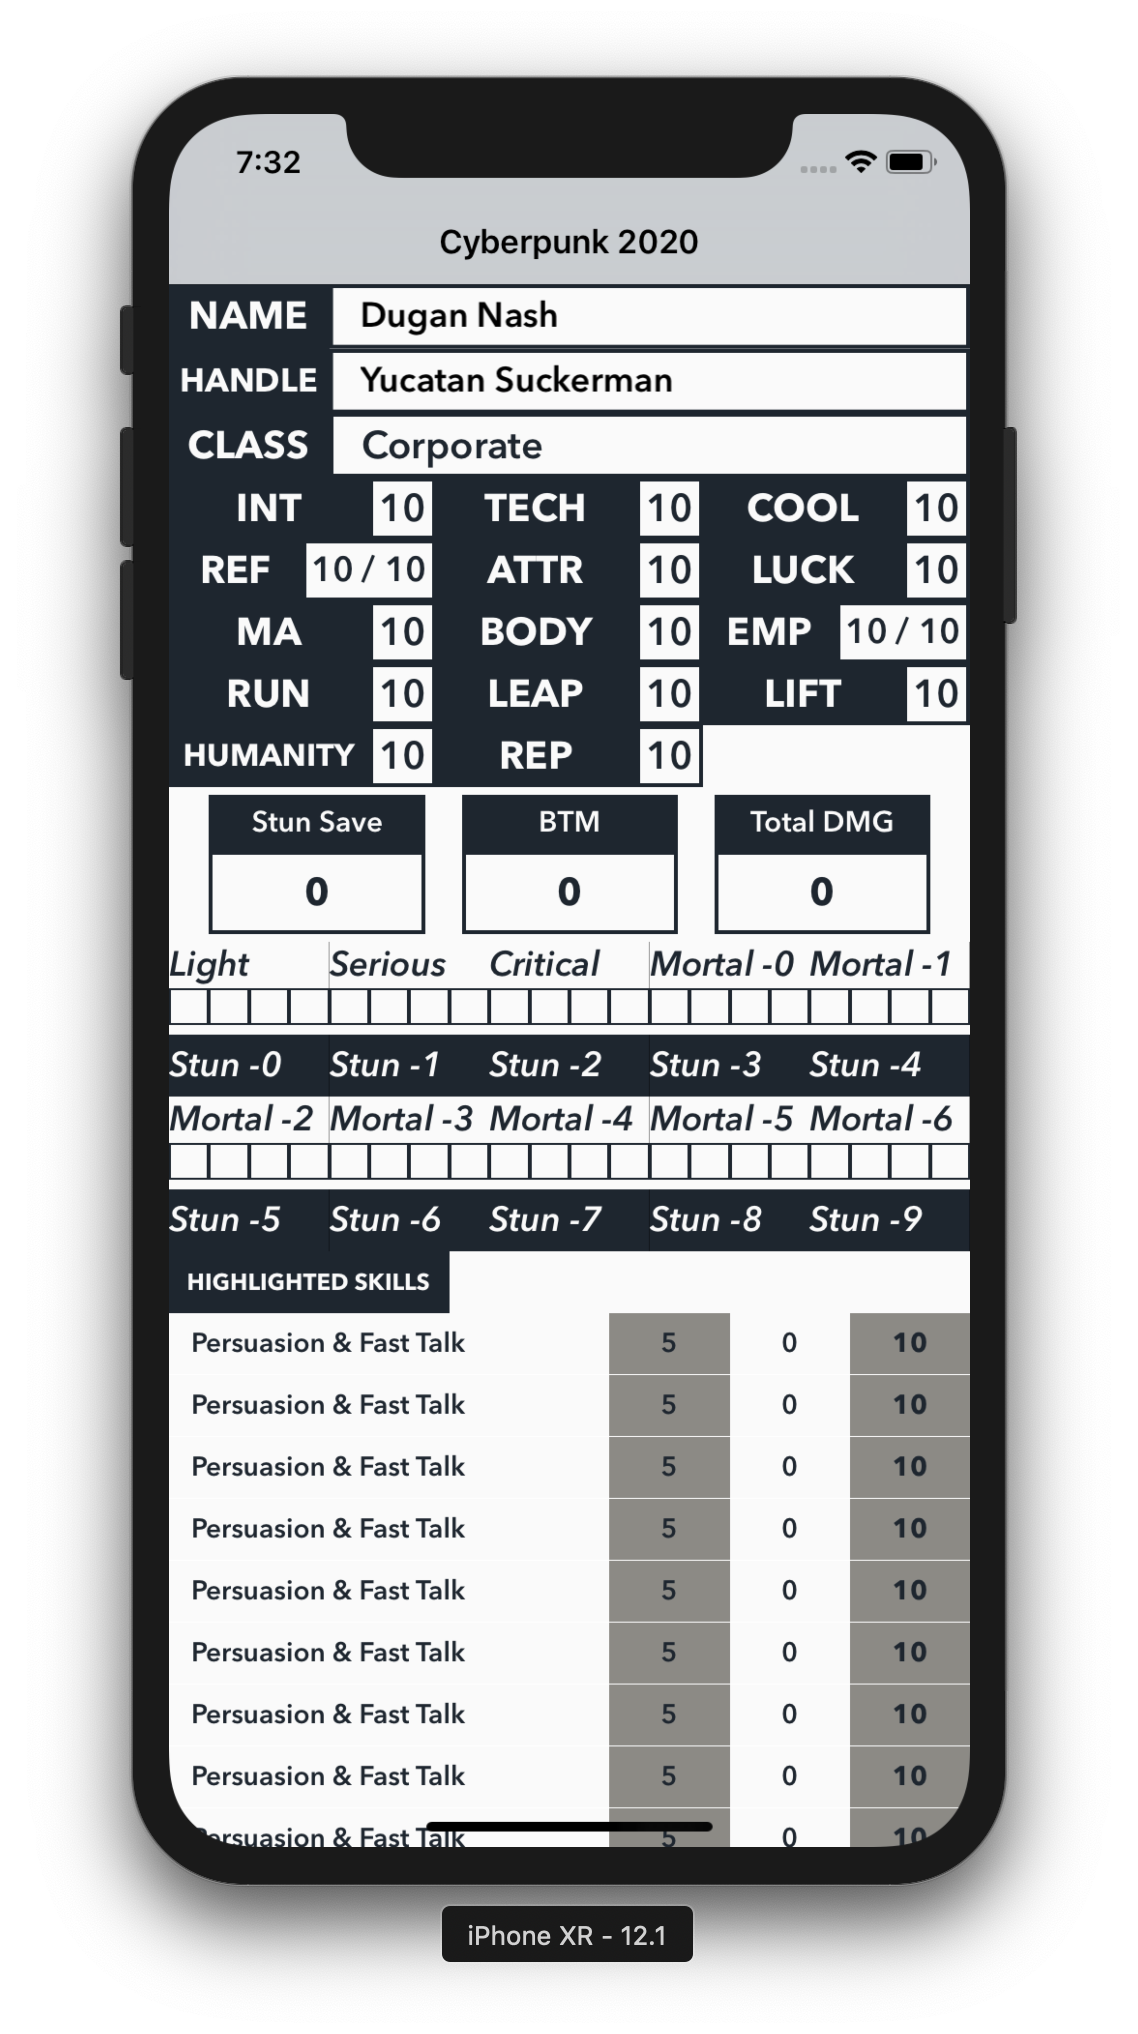 7:32
Cyberpunk 2020
NAME Dugan Nash
HANDLE Yucatan Suckerman
CLASS Corporate
INT 10 TECH 10 COOL 10
REF 10 / 10 ATTR 10 LUCK 10
MA 10 BODY 10 EMP 10 / 10
RUN 10 LEAP 10 LIFT 10
HUMANITY 10 REP 10
Stun Save BTM Total DMG
0 0 0
Light Serious Critical Mortal -0 Mortal -1
Stun -0 Stun -1 Stun -2 Stun -3 Stun -4
Mortal -2 Mortal -3 Mortal -4 Mortal -5 Mortal -6
Stun -5 Stun -6 Stun -7 Stun -8 Stun -9
HIGHLIGHTED SKILLS
Persuasion & Fast Talk 5 0 10
Persuasion & Fast Talk 5 0 10
Persuasion & Fast Talk 5 0 10
Persuasion & Fast Talk 5 0 10
Persuasion & Fast Talk 5 0 10
Persuasion & Fast Talk 5 0 10
Persuasion & Fast Talk 5 0 10
Persuasion & Fast Talk 5 0 10
Persuasion & Fast Talk 5 0 10
iPhone XR - 12.1